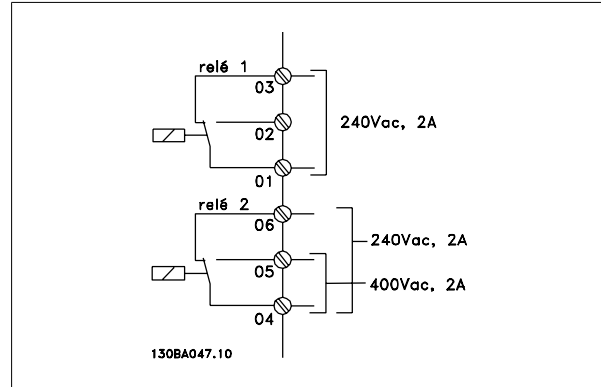 relé 1
03
02
240Vac, 2A
01
relé 2
06
240Vac, 2A
05
400Vac, 2A
04
130BA047.10